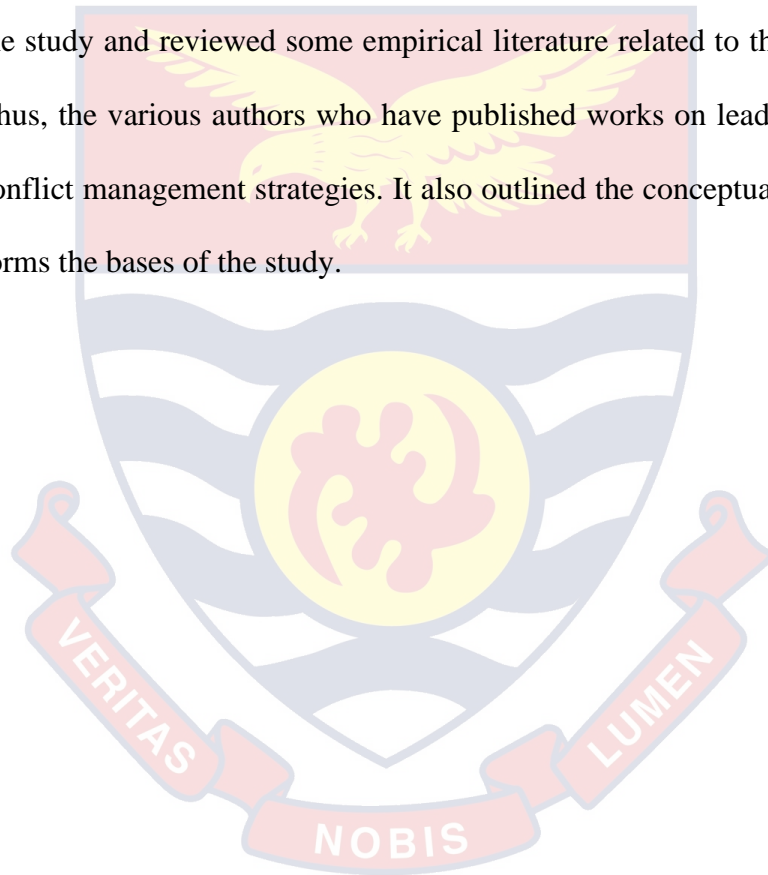 e study and reviewed some empirical literature related to th
hus, the various authors who have published works on lead
onflict management strategies. It also outlined the conceptua
orms the bases of the study.
VERITAS
NOBIS
LUMEN